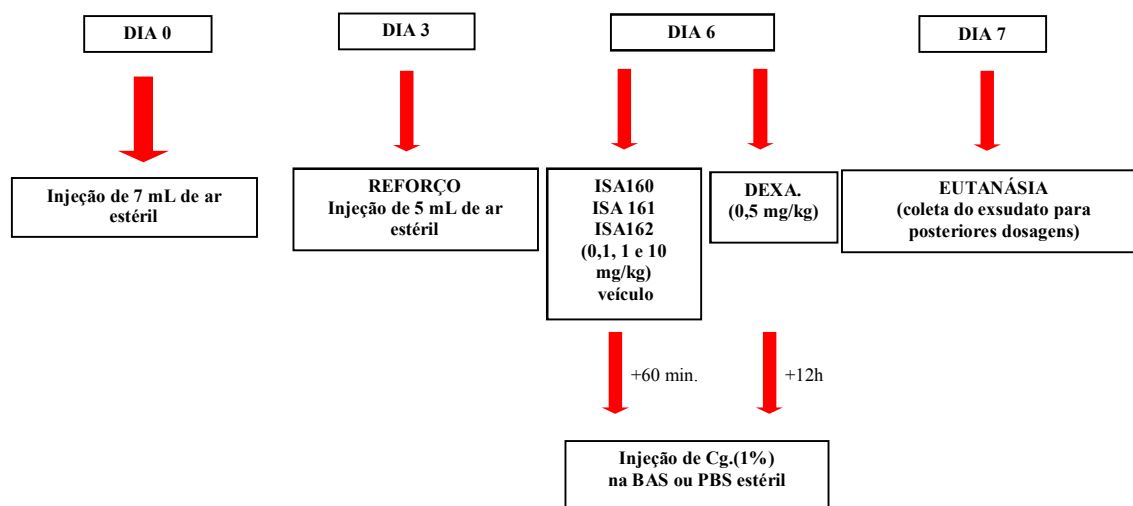 DIA 0
DIA 3
DIA 6
DIA 7
Injeção de 7 mL de ar
estéril
REFORÇO
Injeção de 5 mL de ar
estéril
ISA160
ISA 161
ISA162
(0,1, 1 e 10
mg/kg)
veículo
DEXA.
(0,5 mg/kg)
EUTANÁSIA
(coleta do exsudato para
posteriores dosagens)
+60 min.
+12h
Injeção de Cg.(1%)
na BAS ou PBS estéril